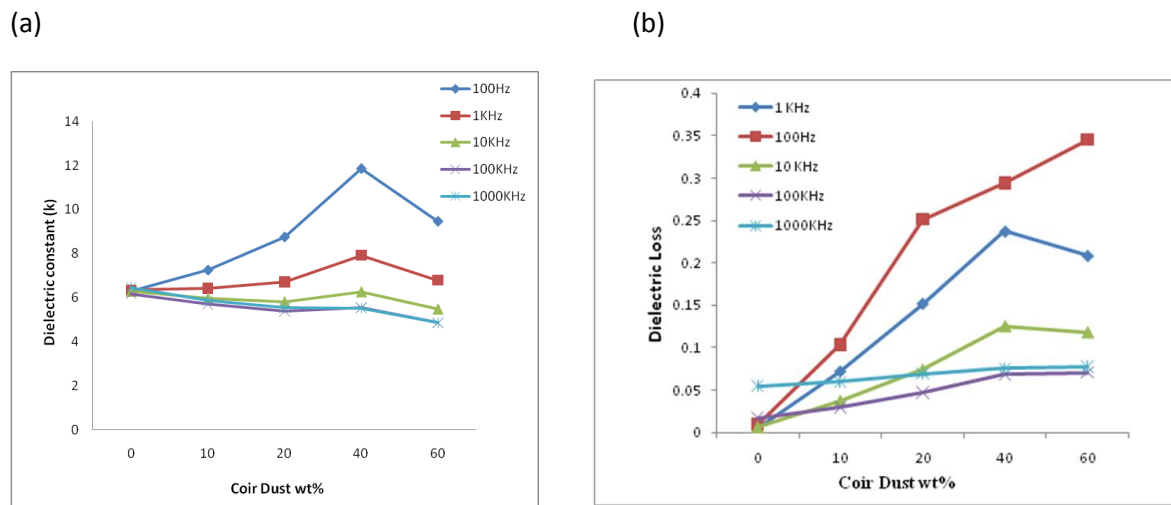 (a)
(b)
100Hz
1KHz
10KHz
100KHz
1000KHz
14
12
10
8
6
4
2
0
Dielectric constant (k)
0 10 20 40 60
Coir Dust wt%
0.4
0.35
0.3
0.25
0.2
0.15
0.1
0.05
0
1 KHz
100Hz
10 KHz
100KHz
1000KHz
Dielectric Loss
0 10 20 40 60
Coir Dust wt%